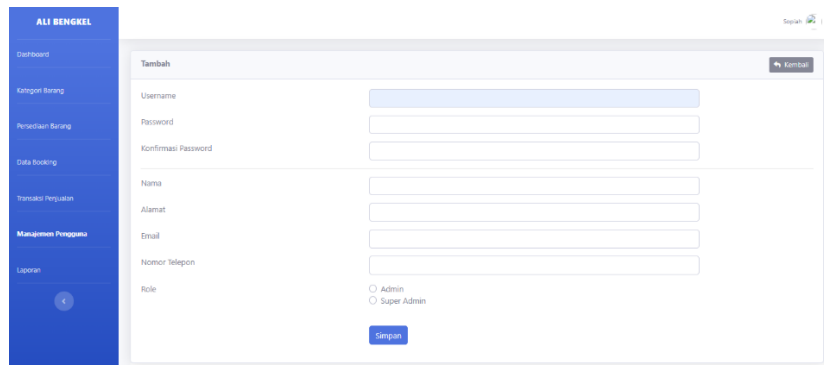 ALI BENGKEL
Sopiah
Dashboard
Kategori Barang
Persediaan Barang
Data Booking
Transaksi Penjualan
Manajemen Pengguna
Laporan
Tambah
Kembali
Username
Password
Konfirmasi Password
Nama
Alamat
Email
Nomor Telepon
Role
Admin
Super Admin
Simpan